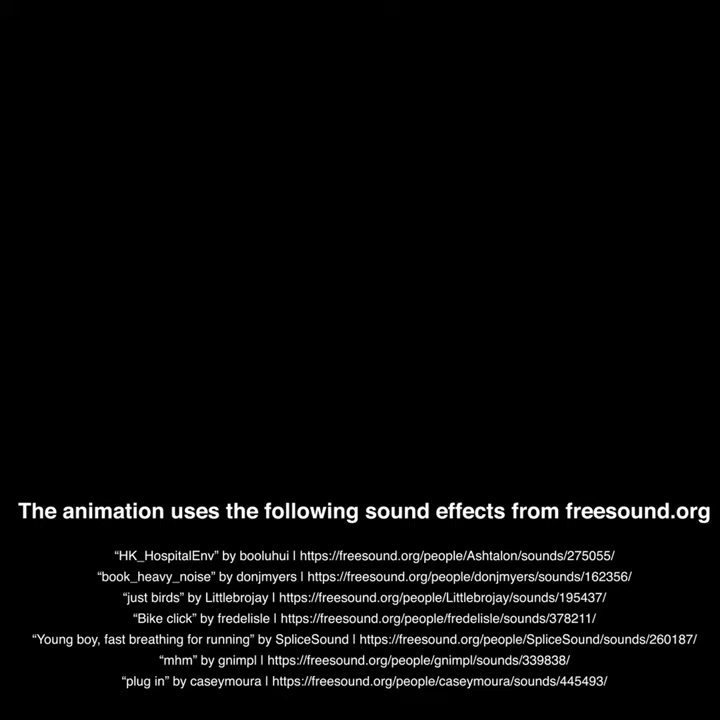 The animation uses the following sound effects from freesound.org
“HK_HospitalEnv” by booluhui | https://freesound.org/people/Ashtalon/sounds/275055/
“book_heavy_noise” by donjmyers | https://freesound.org/people/donjmyers/sounds/162356/
“just birds” by Littlebrojay | https://freesound.org/people/Littlebrojay/sounds/195437/
“Bike click” by fredelisle | https://freesound.org/people/fredelisle/sounds/378211/
“Young boy, fast breathing for running” by SpliceSound | https://freesound.org/people/SpliceSound/sounds/260187/
“mhm” by gnimpl | https://freesound.org/people/gnimpl/sounds/339838/
“plug in” by caseymoura | https://freesound.org/people/caseymoura/sounds/445493/